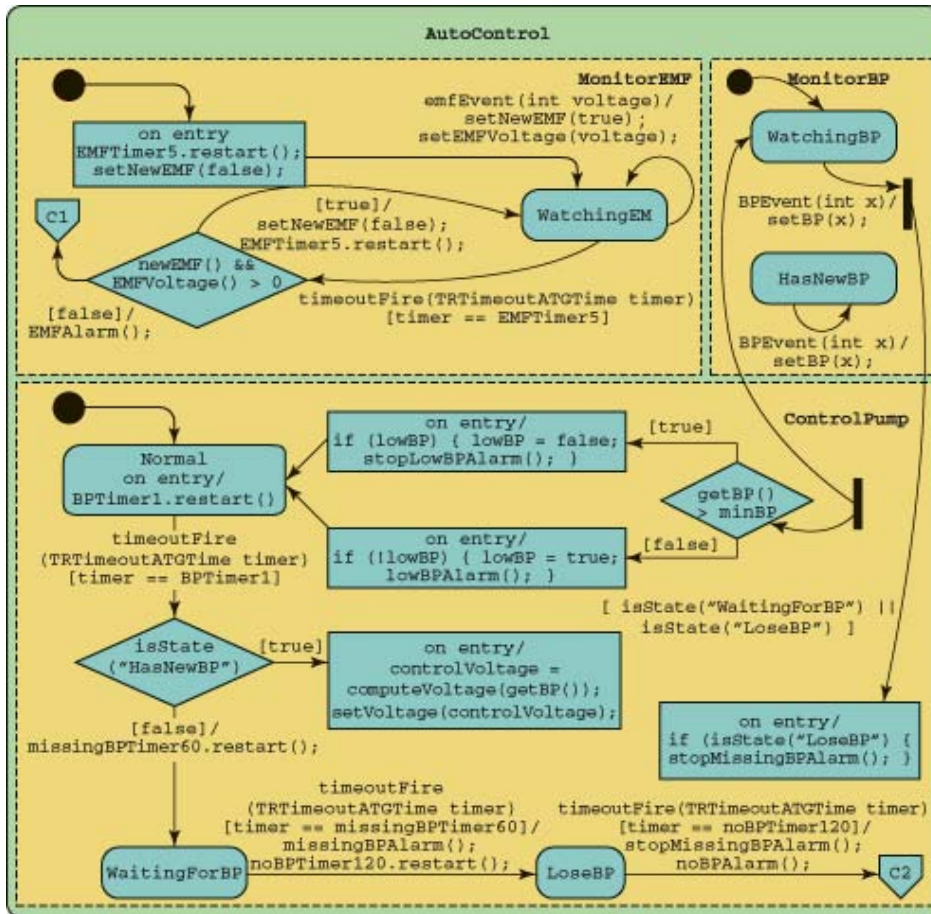 AutoControl
MonitorEMF
on entry
EMFTimer5.restart();
setNewEMF(false);
emfEvent(int voltage)/
setNewEMF(true);
setEMFVoltage(voltage);
WatchingEM
[true]/
setNewEMF(false);
EMFTimer5.restart();
C1
newEMF() &&
EMFVoltage() > 0
[false]/
EMFAlarm();
timeoutFire(TRTimeoutATGTime timer)
[timer == EMFTimer5]
MonitorBP
WatchingBP
BPEvent(int x)/
setBP(x);
HasNewBP
BPEvent(int x)/
setBP(x);
ControlPump
Normal
on entry/
BPTimer1.restart()
on entry/
if (lowBP) { lowBP = false;
stopLowBPAlarm(); }
[true]
getBP()
> minBP
[false]
on entry/
if (!lowBP) { lowBP = true;
lowBPAlarm(); }
timeoutFire
(TRTimeoutATGTime timer)
[timer == BPTimer1]
[ isState("WaitingForBP") ||
isState("LoseBP") ]
isState
("HasNewBP")
[true]
on entry/
controlVoltage =
computeVoltage(getBP());
setVoltage(controlVoltage);
[false]/
missingBPTimer60.restart();
on entry/
if (isState("LoseBP") {
stopMissingBPAlarm(); }
timeoutFire
(TRTimeoutATGTime timer)
[timer == missingBPTimer60]/
missingBPAlarm();
noBPTimer120.restart();
timeoutFire(TRTimeoutATGTime timer)
[timer == noBPTimer120]/
stopMissingBPAlarm();
noBPAlarm();
WaitingForBP
LoseBP
C2